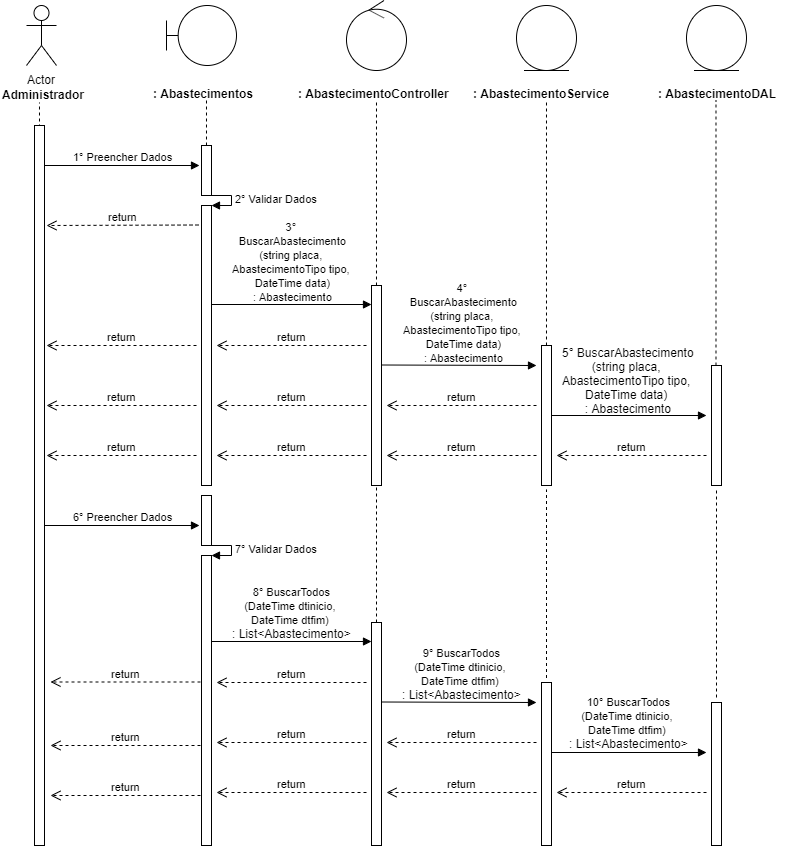 Actor
Administrador
: Abastecimentos
: AbastecimentoController
: AbastecimentoService
: AbastecimentoDAL
1° Preencher Dados
2° Validar Dados
return
3°
BuscarAbastecimento
(string placa,
AbastecimentoTipo tipo,
DateTime data)
: Abastecimento
4°
BuscarAbastecimento
(string placa,
AbastecimentoTipo tipo,
DateTime data)
: Abastecimento
return
return
5° BuscarAbastecimento
(string placa,
AbastecimentoTipo tipo,
DateTime data)
: Abastecimento
return
return
return
return
return
return
return
6° Preencher Dados
7° Validar Dados
8° BuscarTodos
(DateTime dtinicio,
DateTime dtfim)
: List<Abastecimento>
9° BuscarTodos
(DateTime dtinicio,
DateTime dtfim)
: List<Abastecimento>
return
return
10° BuscarTodos
(DateTime dtinicio,
DateTime dtfim)
: List<Abastecimento>
return
return
return
return
return
return
return